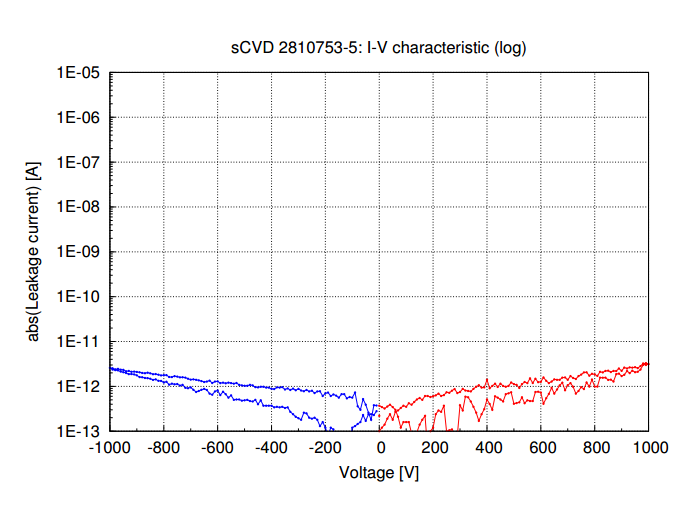 sCVD 2810753-5: I-V characteristic (log)
1E-05
1E-06
1E-07
1E-08
1E-09
1E-10
1E-11
1E-12
1E-13
abs(Leakage current) [A]
-1000 -800 -600 -400 -200 0 200 400 600 800 1000
Voltage [V]